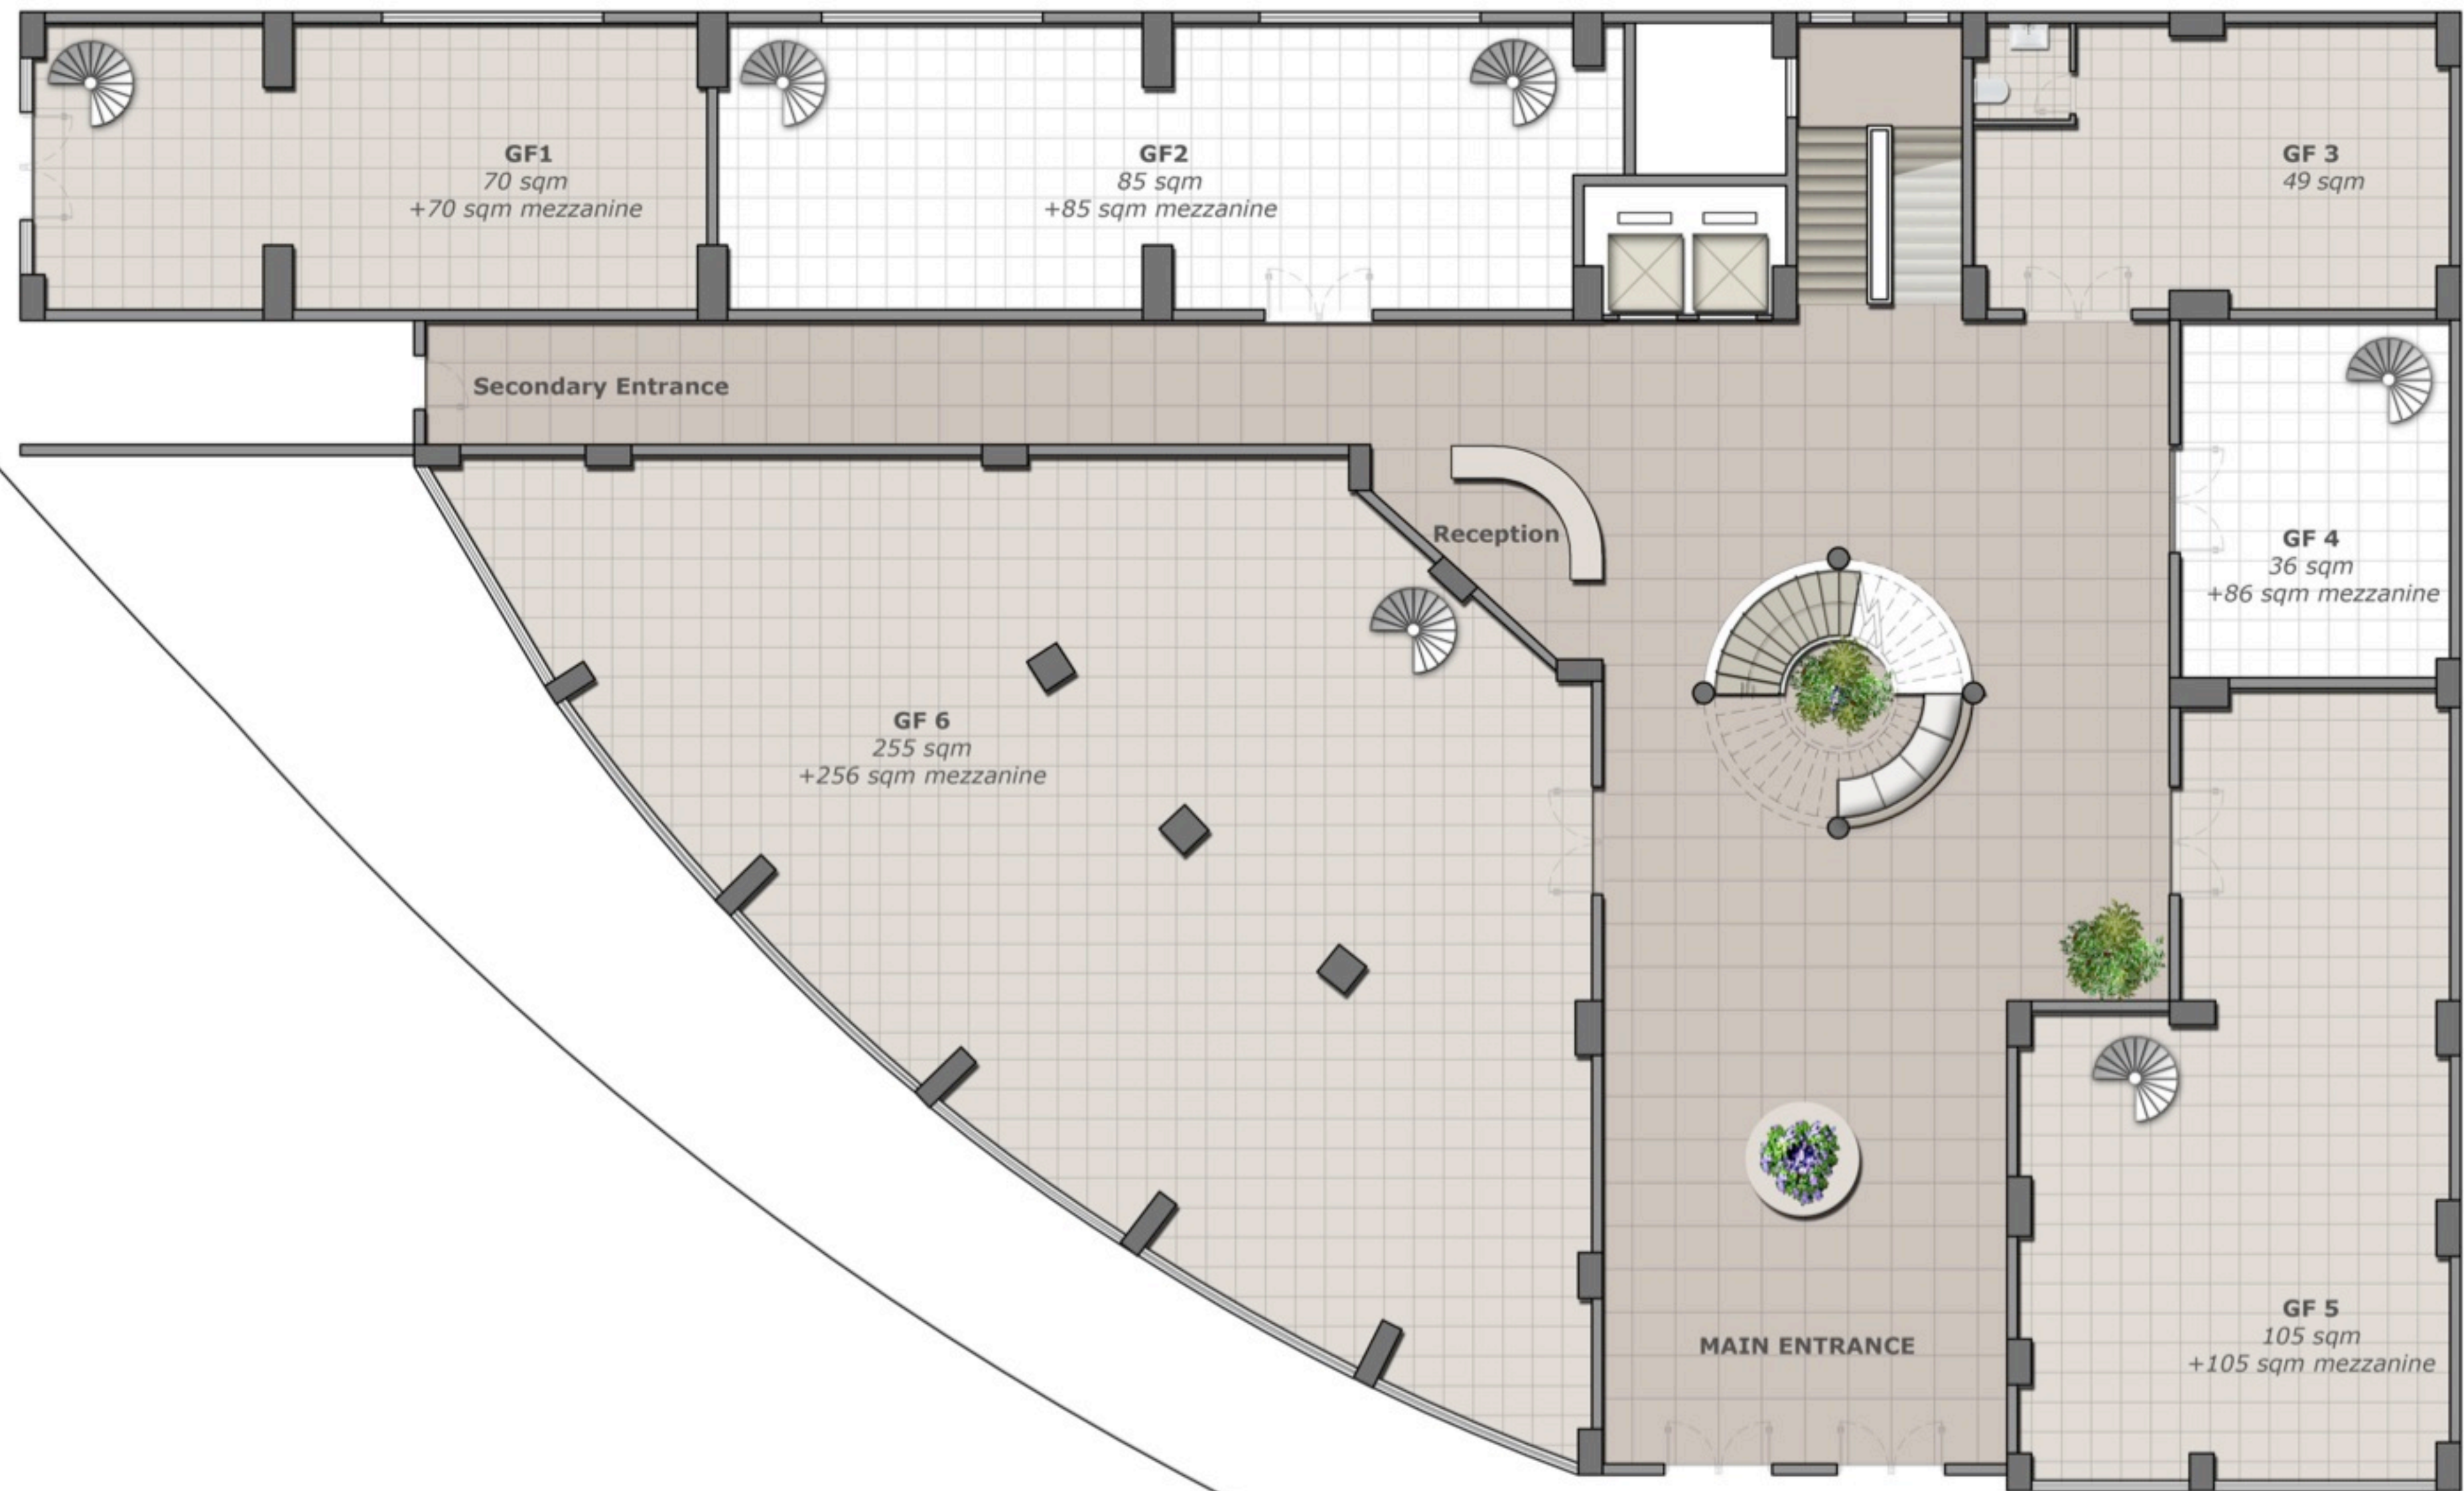 GF1
70 sqm
+70 sqm mezzanine
GF2
85 sqm
+85 sqm mezzanine
GF 3
49 sqm
Secondary Entrance
Reception
GF 4
36 sqm
+86 sqm mezzanine
GF 6
255 sqm
+256 sqm mezzanine
GF 5
105 sqm
+105 sqm mezzanine
MAIN ENTRANCE